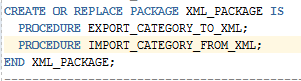 CREATE OR REPLACE PACKAGE XML_PACKAGE IS
  PROCEDURE EXPORT_CATEGORY_TO_XML;
  PROCEDURE IMPORT_CATEGORY_FROM_XML;
END XML_PACKAGE;